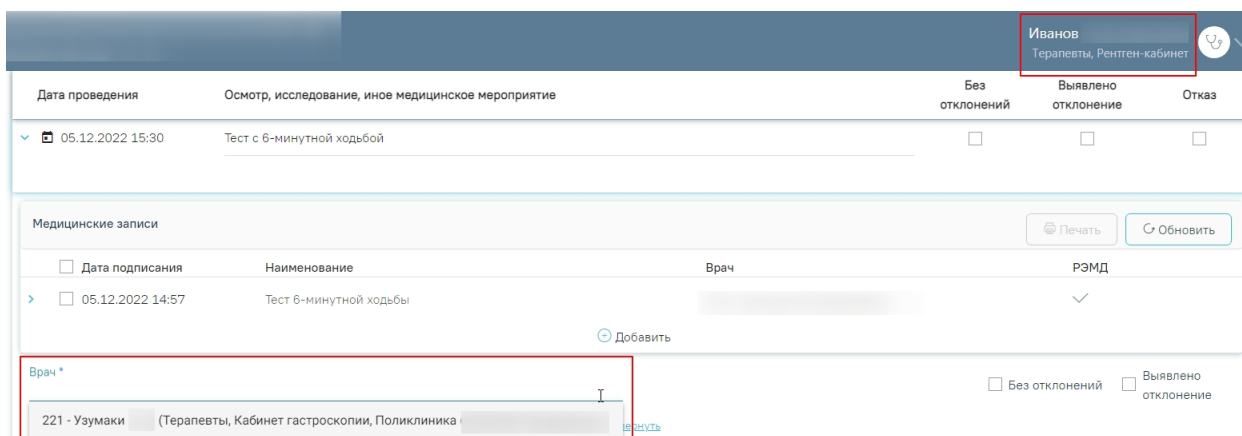 Иванов
Терапевты, Рентген-кабинет
Дата проведения Осмотр, исследование, иное медицинское мероприятие Без отклонений Выявлено отклонение Отказ
05.12.2022 15:30 Тест с 6-минутной ходьбой
Медицинские записи Печать Обновить
Дата подписания Наименование Врач РЭМД
05.12.2022 14:57 Тест 6-минутной ходьбы
Добавить
Врач *
Без отклонений Выявлено отклонение
221 - Узумаки (Терапевты, Кабинет гастроскопии, Поликлиника